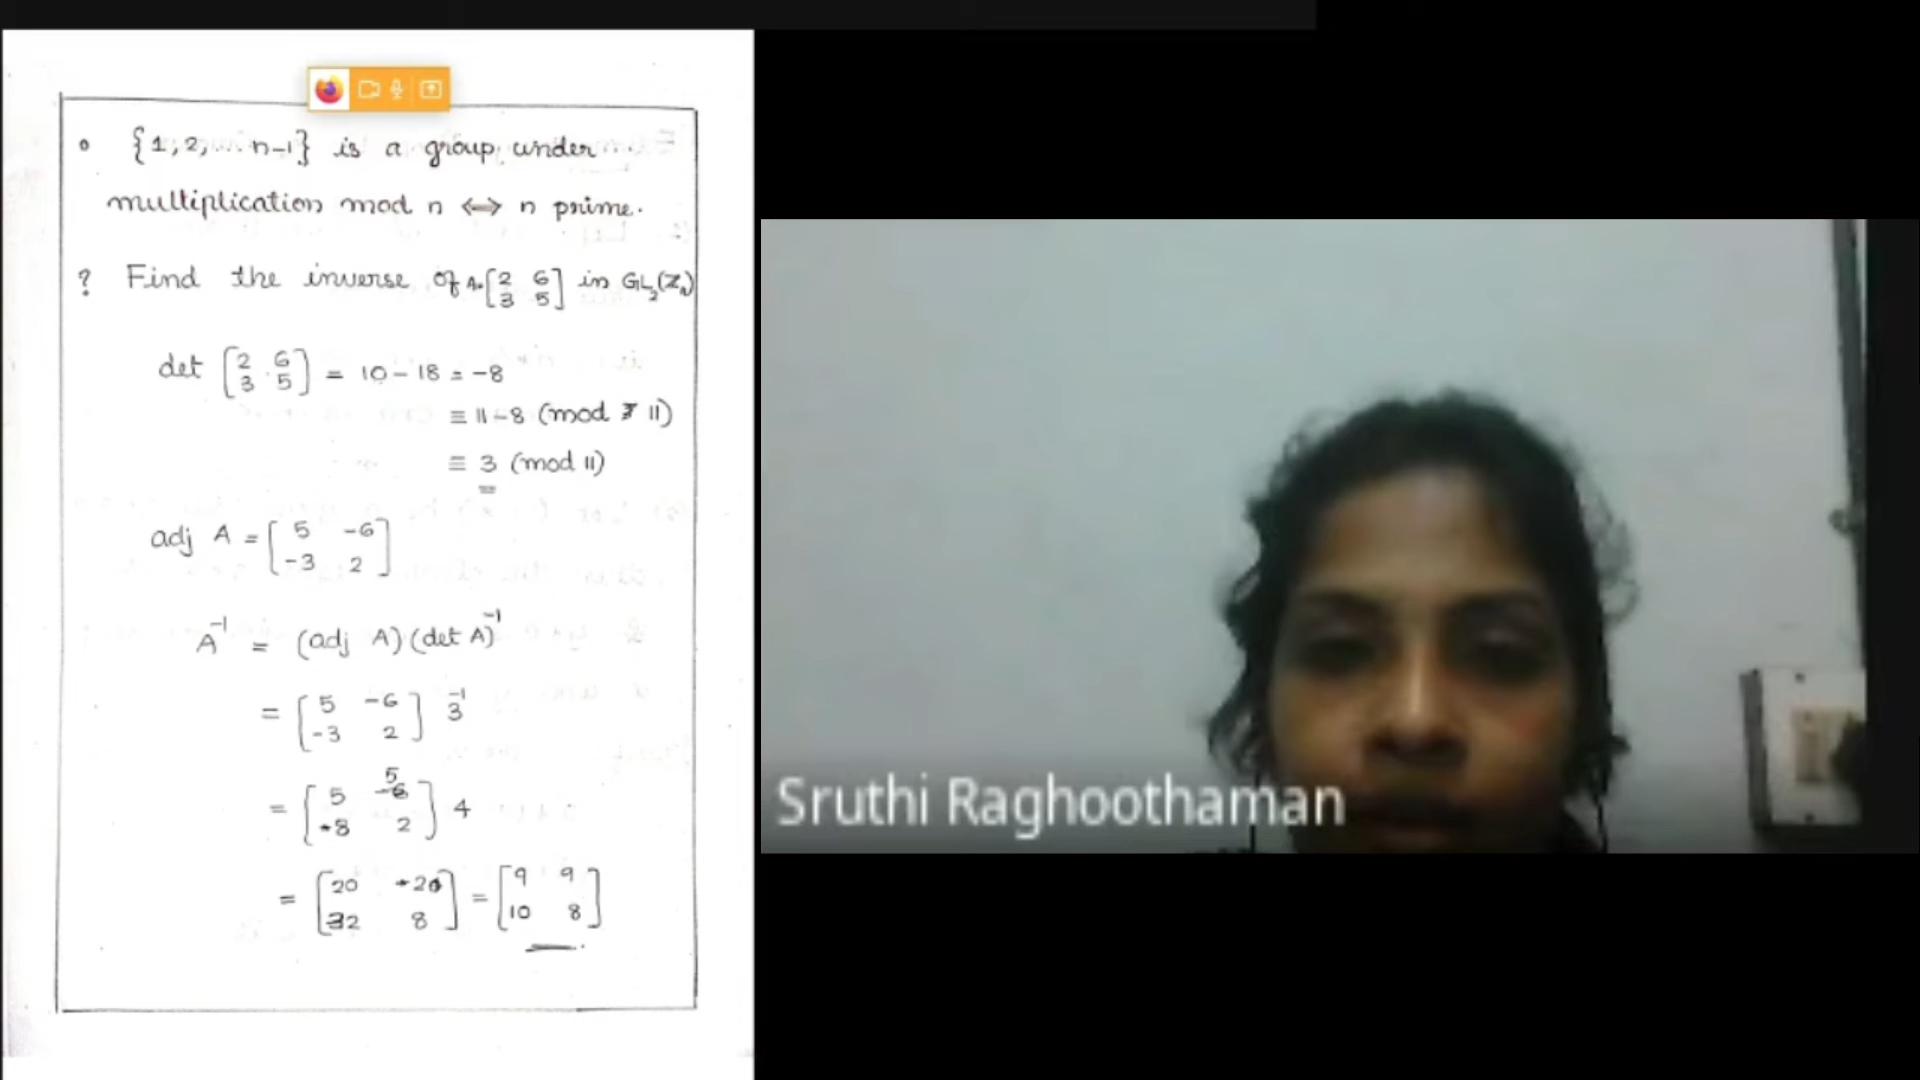 ∘ {1, 2, ... n-1} is a group under
multiplication mod n ⟺ n prime.
? Find the inverse of A = [2 6; 3 5] in GL₂(Z₁₁)
det [2 6; 3 5] = 10 - 18 = -8
≡ 11 - 8 (mod 11)
≡ 3 (mod 11)
adj A = [5 -6; -3 2]
A⁻¹ = (adj A) (det A)⁻¹
= [5 -6; -3 2] 3⁻¹
= [5 5; 8 2] 4
= [20 20; 32 8] = [9 9; 10 8]
Sruthi Raghoothaman